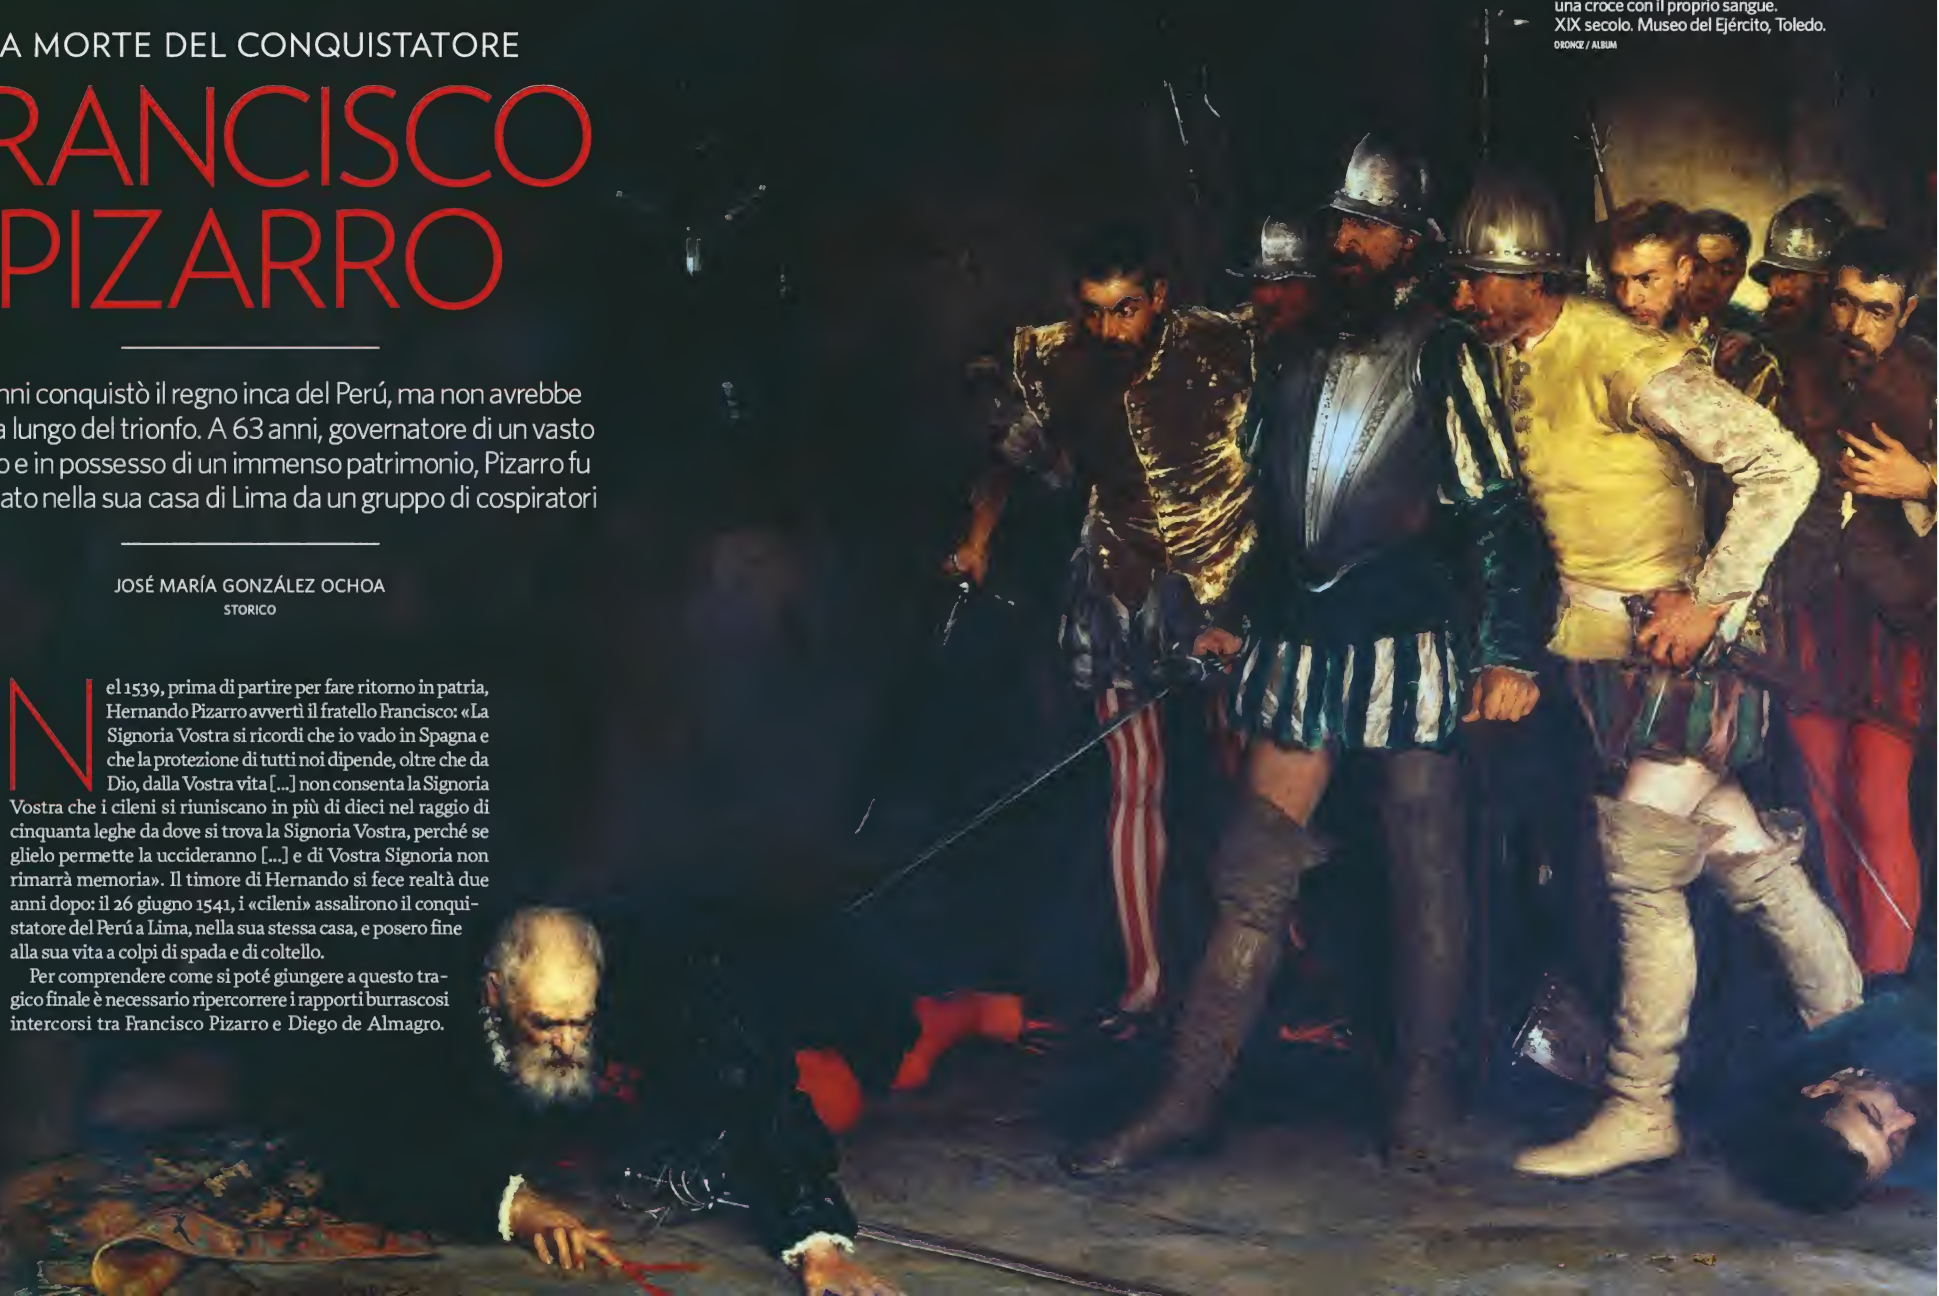 A MORTE DEL CONQUISTATORE
RANCISCO
PIZARRO
nni conquistò il regno inca del Perú, ma non avrebbe
a lungo del trionfo. A 63 anni, governatore di un vasto
o e in possesso di un immenso patrimonio, Pizarro fu
ato nella sua casa di Lima da un gruppo di cospiratori
JOSÉ MARÍA GONZÁLEZ OCHOA
STORICO
Nel 1539, prima di partire per fare ritorno in patria,
Hernando Pizarro avvertì il fratello Francisco: «La
Signoria Vostra si ricordi che io vado in Spagna e
che la protezione di tutti noi dipende, oltre che da
Dio, dalla Vostra vita [...] non consenta la Signoria
Vostra che i cileni si riuniscano in più di dieci nel raggio di
cinquanta leghe da dove si trova la Signoria Vostra, perché se
glielo permette la uccideranno [...] e di Vostra Signoria non
rimarrà memoria». Il timore di Hernando si fece realtà due
anni dopo: il 26 giugno 1541, i «cileni» assalirono il conqui-
statore del Perú a Lima, nella sua stessa casa, e posero fine
alla sua vita a colpi di spada e di coltello.
Per comprendere come si poté giungere a questo tra-
gico finale è necessario ripercorrere i rapporti burrascosi
intercorsi tra Francisco Pizarro e Diego de Almagro.
una croce con il proprio sangue.
XIX secolo. Museo del Ejército, Toledo.
ORONOZ / ALBUM